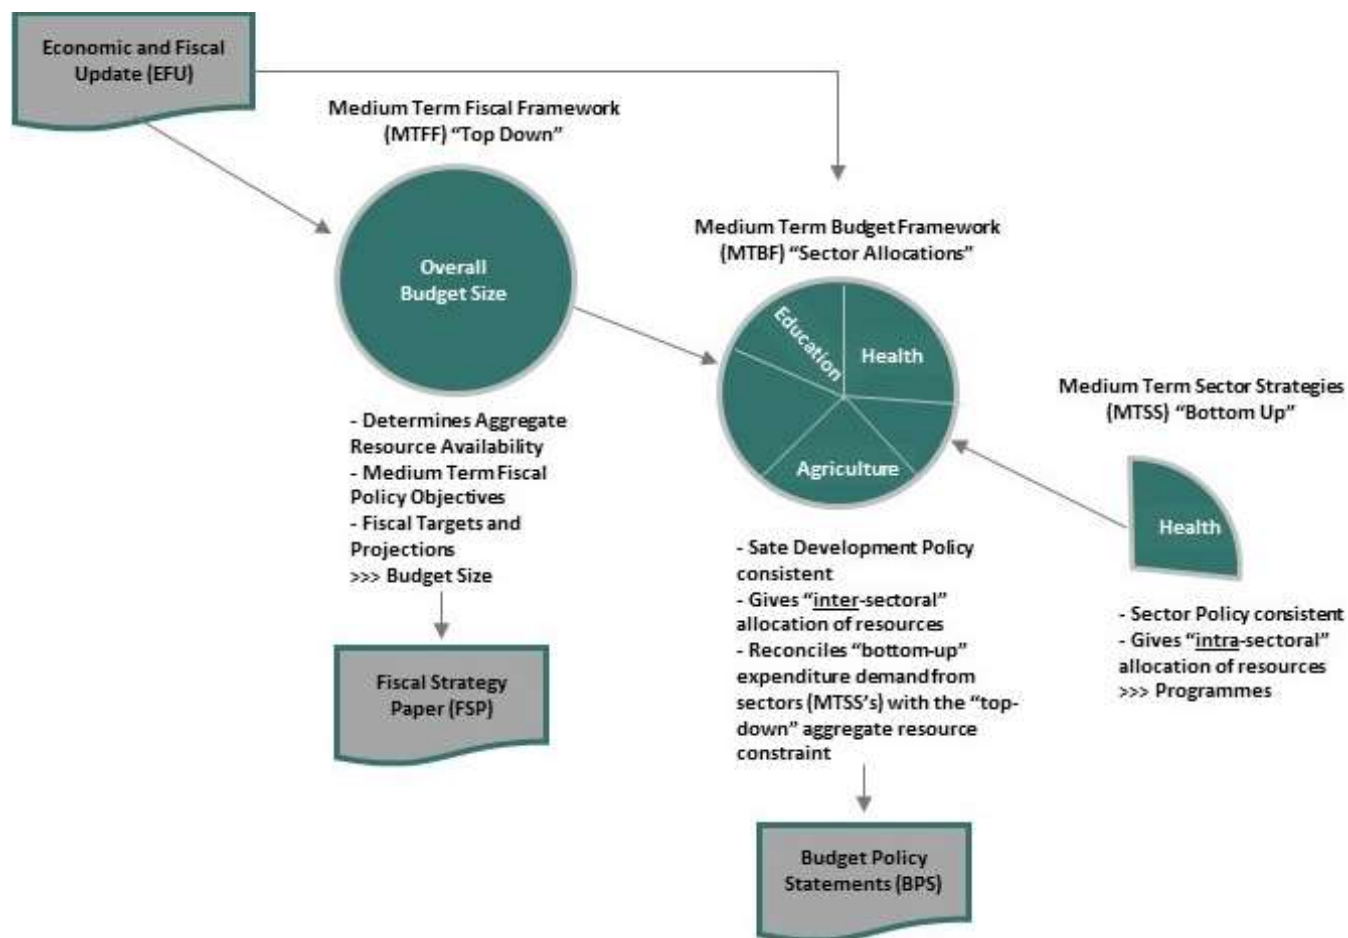 Economic and Fiscal
Update (EFU)
Medium Term Fiscal Framework
(MTFF) “Top Down”
Overall
Budget Size
- Determines Aggregate
Resource Availability
- Medium Term Fiscal
Policy Objectives
- Fiscal Targets and
Projections
>>> Budget Size
Fiscal Strategy
Paper (FSP)
Medium Term Budget Framework
(MTBF) “Sector Allocations”
Education
Health
Agriculture
- Sate Development Policy
consistent
- Gives “inter-sectoral”
allocation of resources
- Reconciles “bottom-up”
expenditure demand from
sectors (MTSS’s) with the “top-
down” aggregate resource
constraint
Budget Policy
Statements (BPS)
Medium Term Sector Strategies
(MTSS) “Bottom Up”
Health
- Sector Policy consistent
- Gives “intra-sectoral”
allocation of resources
>>> Programmes